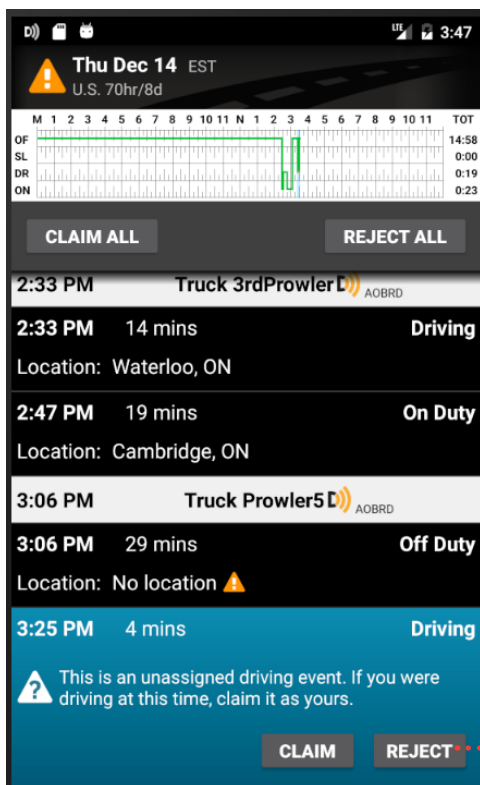 LTE 3:47
Thu Dec 14 EST
U.S. 70hr/8d
M 1 2 3 4 5 6 7 8 9 10 11 N 1 2 3 4 5 6 7 8 9 10 11 TOT
OF 14:58
SL 0:00
DR 0:19
ON 0:23
CLAIM ALL REJECT ALL
2:33 PM Truck 3rdProwler AOBRD
2:33 PM 14 mins Driving
Location: Waterloo, ON
2:47 PM 19 mins On Duty
Location: Cambridge, ON
3:06 PM Truck Prowler5 AOBRD
3:06 PM 29 mins Off Duty
Location: No location
3:25 PM 4 mins Driving
This is an unassigned driving event. If you were
driving at this time, claim it as yours.
CLAIM REJECT